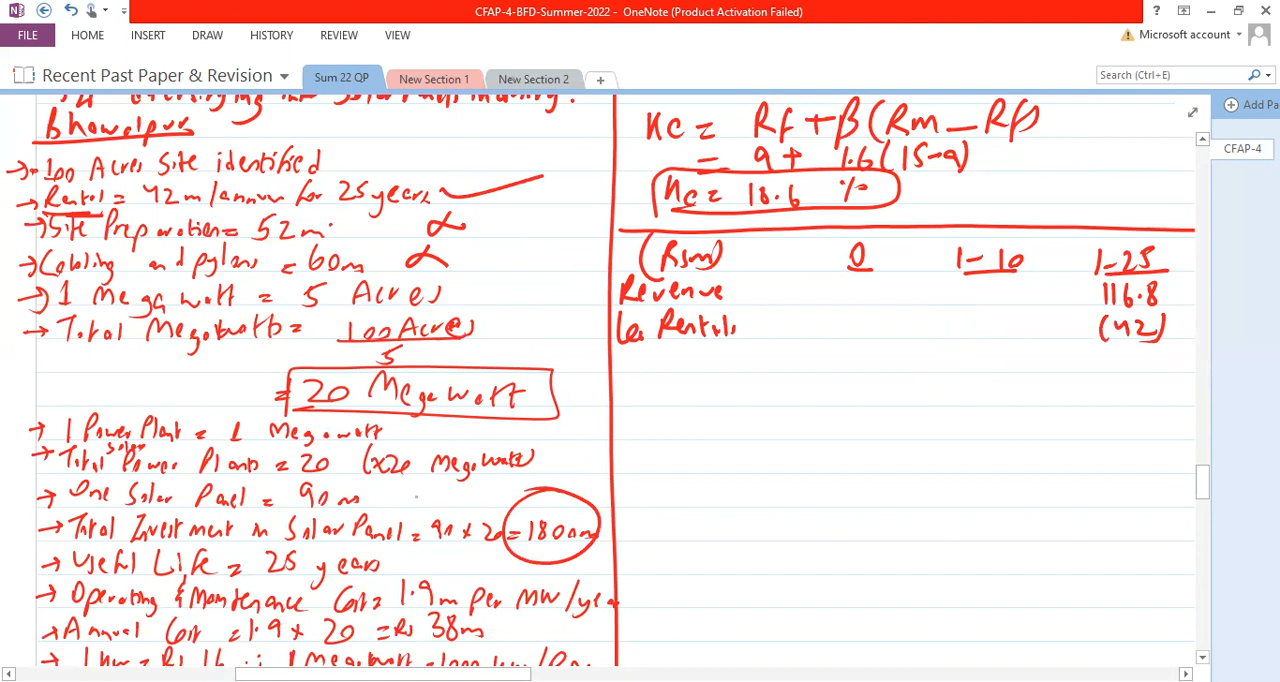 CFAP-4-BFD-Summer-2022 - OneNote (Product Activation Failed)
FILE HOME INSERT DRAW HISTORY REVIEW VIEW
Microsoft account
Recent Past Paper & Revision
Sum 22 QP New Section 1 New Section 2 +
Search (Ctrl+E)
Add Pa
CFAP-4
Bhawalpur
→ 100 Acres Site identified
→ Rental = 42m/annum for 25 years
→ Site Preparation = 52m
→ Cabling and pylons = 60m
→ 1 Megawatt = 5 Acres
→ Total Megawatts = 100 Acres
5
= 20 Megawatt
→ 1 Power Plant = 1 Megawatt
→ Total Solar Power Plants = 20 (x20 Megawatt)
→ One Solar Panel = 90m
→ Total Investment in Solar Panel = 90 x 20 = 1800m
→ Useful Life = 25 years
→ Operating & Maintenance Cost = 1.9m per MW/year
→ Annual Cost = 1.9 x 20 = Rs 38m
Ke = Rf + β (Rm - Rf)
= 9 + 1.6 (15-9)
Ke = 18.6 %
(Rsm) 0 1-10 1-25
Revenue 116.8
Rentals (42)